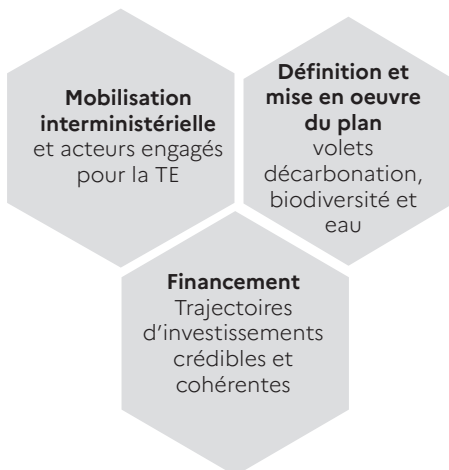 Mobilisation
interministérielle
et acteurs engagés
pour la TE
Définition et
mise en oeuvre
du plan
volets
décarbonation,
biodiversité et
eau
Financement
Trajectoires
d’investissements
crédibles et
cohérentes